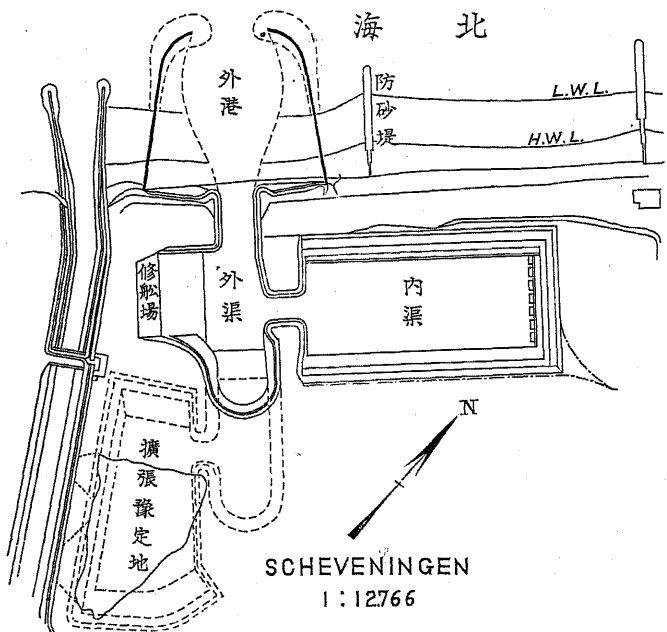 海 北
外港
防砂堤
L.W.L.
H.W.L.
修船場
外渠
内渠
N
擴張豫定地
SCHEVENINGEN
1:12766